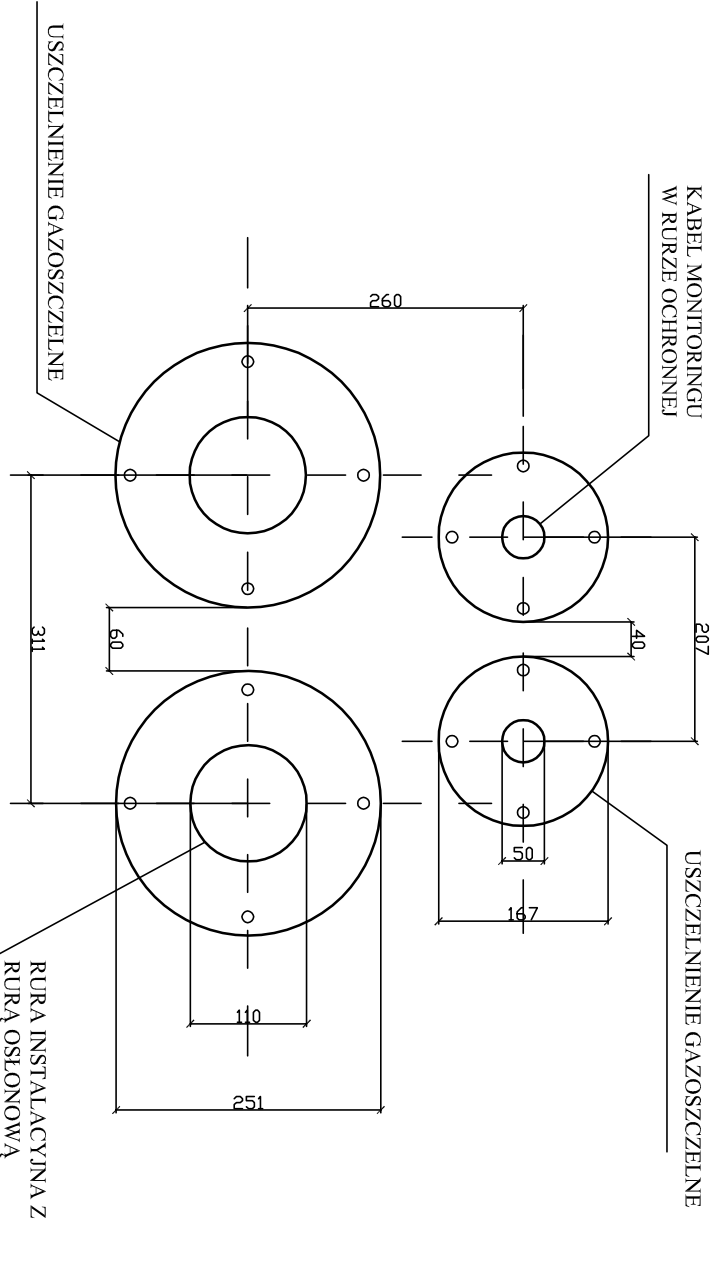 KABEL MONITORINGU
W RURZE OCHRONNEJ
USZCZELNIENIE GAZOSZCZELNE
207
40
50
167
260
60
311
110
251
USZCZELNIENIE GAZOSZCZELNE
RURA INSTALACYJNA Z
RURĄ OSŁONOWĄ